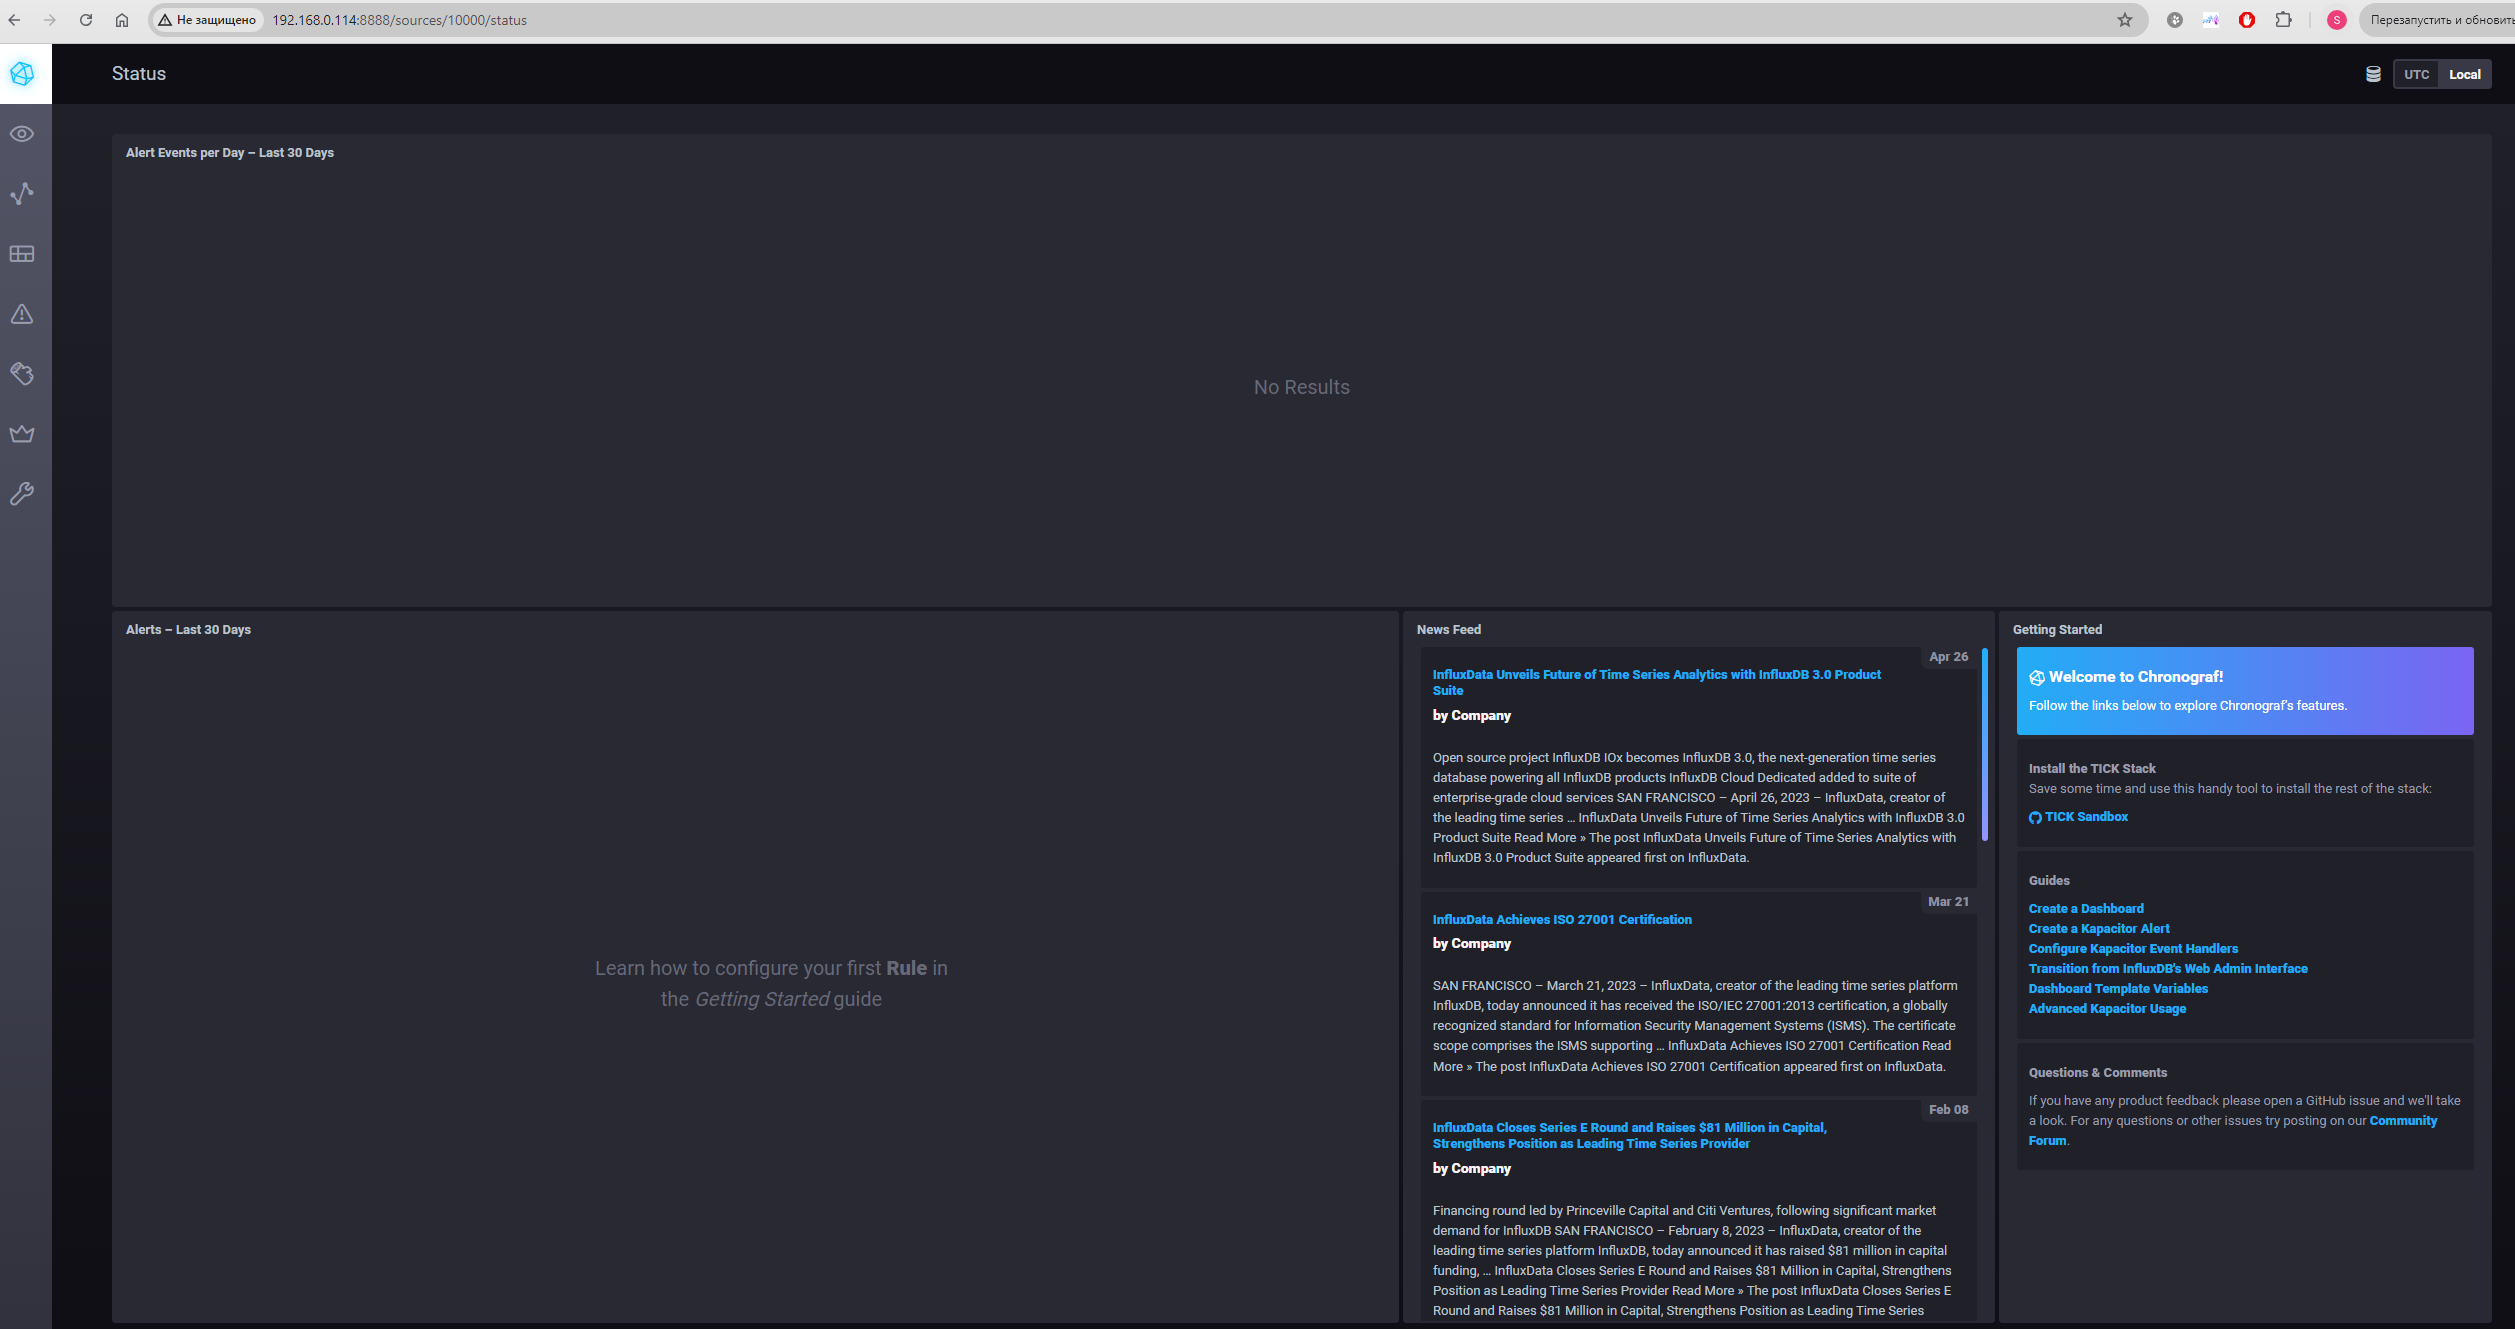 Не защищено
192.168.0.114:8888/sources/10000/status
S
Перезапустить и обновить
Status
UTC
Local
Alert Events per Day – Last 30 Days
No Results
Alerts – Last 30 Days
Learn how to configure your first Rule in
the Getting Started guide
News Feed
Apr 26
InfluxData Unveils Future of Time Series Analytics with InfluxDB 3.0 Product
Suite
by Company
Open source project InfluxDB IOx becomes InfluxDB 3.0, the next-generation time series
database powering all InfluxDB products InfluxDB Cloud Dedicated added to suite of
enterprise-grade cloud services SAN FRANCISCO – April 26, 2023 – InfluxData, creator of
the leading time series … InfluxData Unveils Future of Time Series Analytics with InfluxDB 3.0
Product Suite Read More » The post InfluxData Unveils Future of Time Series Analytics with
InfluxDB 3.0 Product Suite appeared first on InfluxData.
Mar 21
InfluxData Achieves ISO 27001 Certification
by Company
SAN FRANCISCO – March 21, 2023 – InfluxData, creator of the leading time series platform
InfluxDB, today announced it has received the ISO/IEC 27001:2013 certification, a globally
recognized standard for Information Security Management Systems (ISMS). The certificate
scope comprises the ISMS supporting … InfluxData Achieves ISO 27001 Certification Read
More » The post InfluxData Achieves ISO 27001 Certification appeared first on InfluxData.
Feb 08
InfluxData Closes Series E Round and Raises $81 Million in Capital,
Strengthens Position as Leading Time Series Provider
by Company
Financing round led by Princeville Capital and Citi Ventures, following significant market
demand for InfluxDB SAN FRANCISCO – February 8, 2023 – InfluxData, creator of the
leading time series platform InfluxDB, today announced it has raised $81 million in capital
funding, … InfluxData Closes Series E Round and Raises $81 Million in Capital, Strengthens
Position as Leading Time Series Provider Read More » The post InfluxData Closes Series E
Round and Raises $81 Million in Capital, Strengthens Position as Leading Time Series
Getting Started
Welcome to Chronograf!
Follow the links below to explore Chronograf's features.
Install the TICK Stack
Save some time and use this handy tool to install the rest of the stack:
TICK Sandbox
Guides
Create a Dashboard
Create a Kapacitor Alert
Configure Kapacitor Event Handlers
Transition from InfluxDB's Web Admin Interface
Dashboard Template Variables
Advanced Kapacitor Usage
Questions & Comments
If you have any product feedback please open a GitHub issue and we'll take
a look. For any questions or other issues try posting on our Community
Forum.